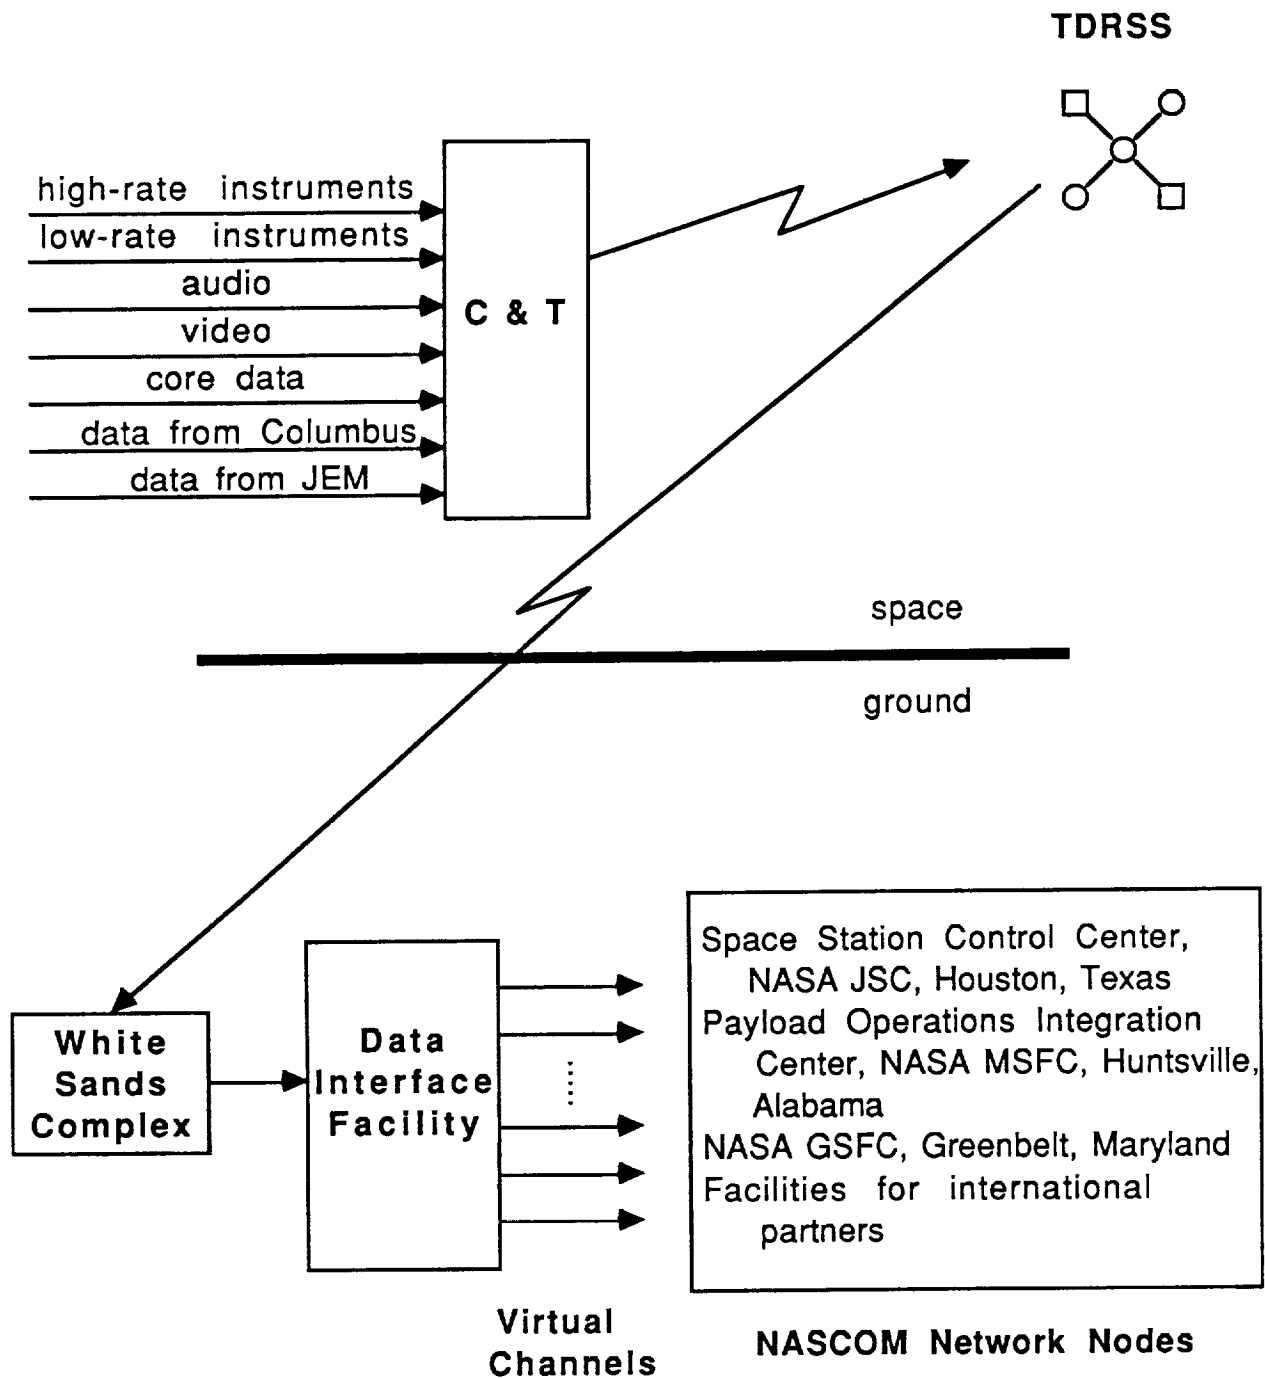 TDRSS
high-rate instruments
low-rate instruments
audio
video
core data
data from Columbus
data from JEM
C & T
space
ground
White
Sands
Complex
Data
Interface
Facility
Space Station Control Center,
NASA JSC, Houston, Texas
Payload Operations Integration
Center, NASA MSFC, Huntsville,
Alabama
NASA GSFC, Greenbelt, Maryland
Facilities for international
partners
Virtual
Channels
NASCOM Network Nodes